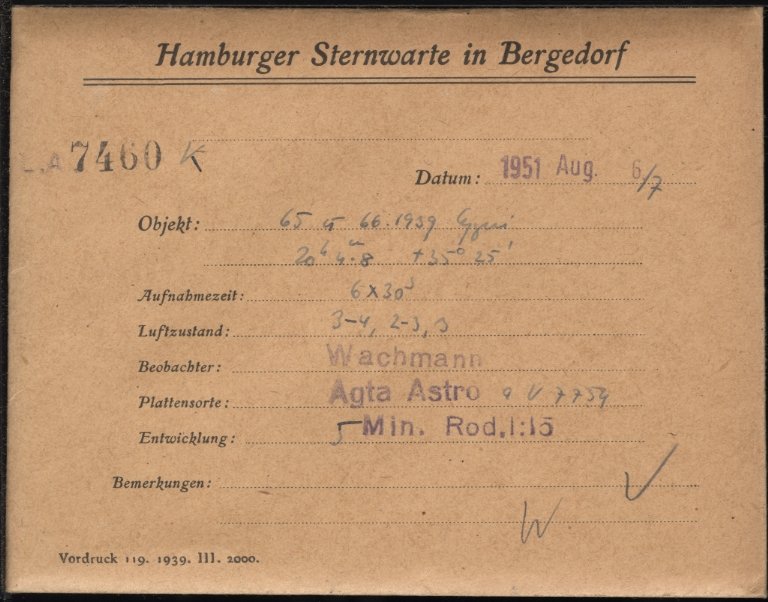 Hamburger Sternwarte in Bergedorf
L.A 7460 K
Datum: 1951 Aug. 6/7
Objekt: 65 u 66.1939 Cygni
20h 4m.8 +35° 25'
Aufnahmezeit: 6x30s
Luftzustand: 3-4, 2-3, 3
Beobachter: Wachmann
Plattensorte: Agta Astro 7759
Entwicklung: 5 Min. Rod. 1:15
Bemerkungen: V
W
Vordruck 119. 1939. III. 2000.